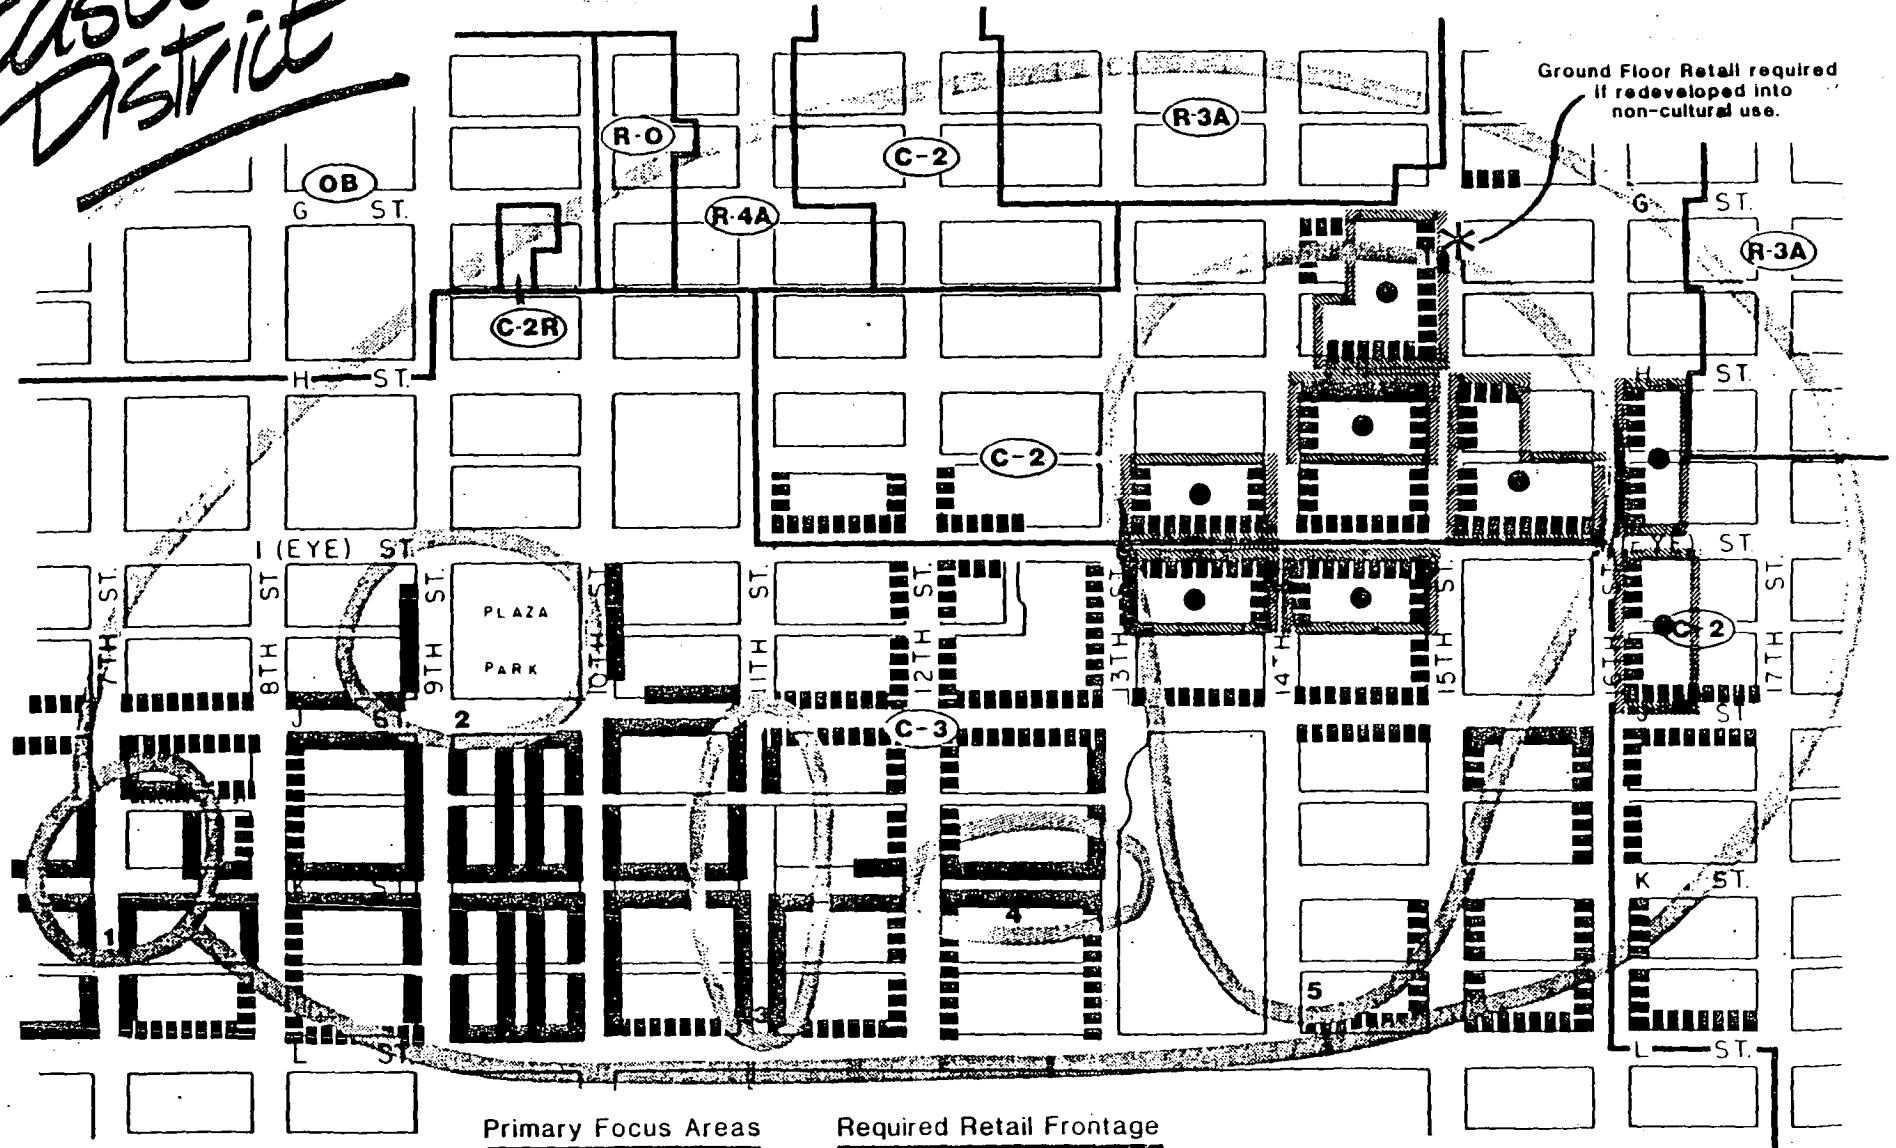 District
Ground Floor Retail required
if redeveloped into
non-cultural use.
R-3A
R-O
C-2
OB
G ST.
R-4A
G ST.
R-3A
C-2R
H ST.
H ST.
C-2
I (EYE) ST.
(EYE) ST.
7TH ST.
8TH ST.
9TH ST.
10TH ST.
11TH ST.
12TH ST.
13TH ST.
14TH
15TH ST.
16TH ST.
17TH ST.
PLAZA
PARK
C-2
J ST.
2
C-3
ST
K ST.
1
4
3
5
L ST.
L ST.
Primary Focus Areas
Required Retail Frontage